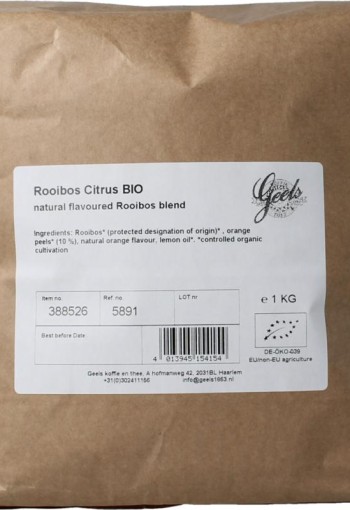 Rooibos Citrus BIO
natural flavoured Rooibos blend
Geels
Ingredients: Rooibos* (protected designation of origin)* , orange
peels* (10 %), natural orange flavour, lemon oil*. *controlled organic
cultivation
Item no. Ref. no. LOT nr
388526 5891
℮ 1 KG
Best before Date
4 013945 154154
DE-ÖKO-039
EU/non-EU agriculture
Geels koffie en thee, A hofmanweg 42, 2031BL Haarlem
+31(0)302411156 info@geels1863.nl